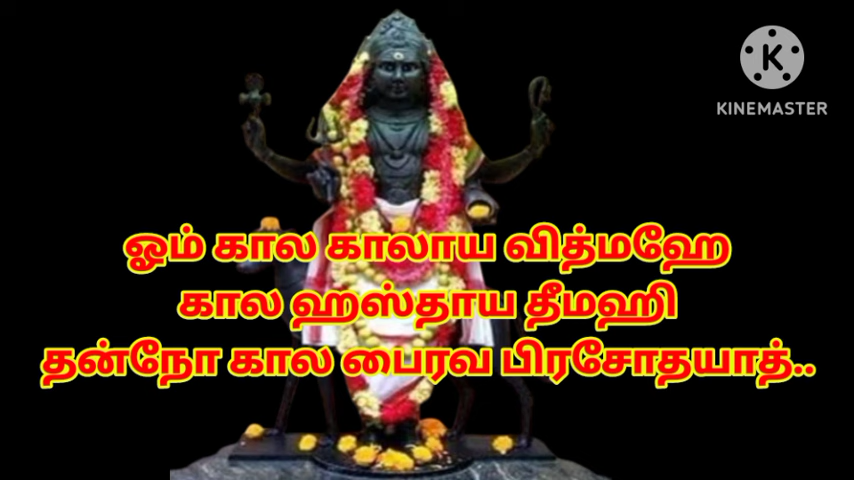 KINEMASTER
ஓம் கால காலாய வித்மஹே
கால ஹஸ்தாய தீமஹி
தன்நோ கால பைரவ பிரசோதயாத்..